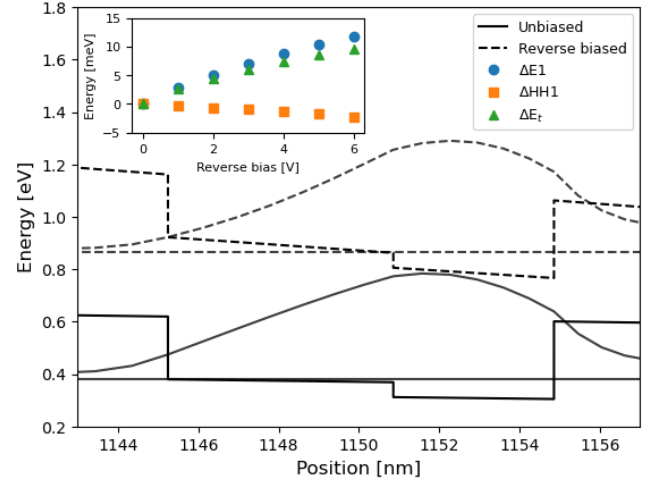 1.8
1.6
1.4
1.2
1.0
0.8
0.6
0.4
0.2
Energy [eV]
1144 1146 1148 1150 1152 1154 1156
Position [nm]
15
10
5
0
−5
Energy [meV]
0 2 4 6
Reverse bias [V]
Unbiased
Reverse biased
ΔE1
ΔHH1
ΔE_t